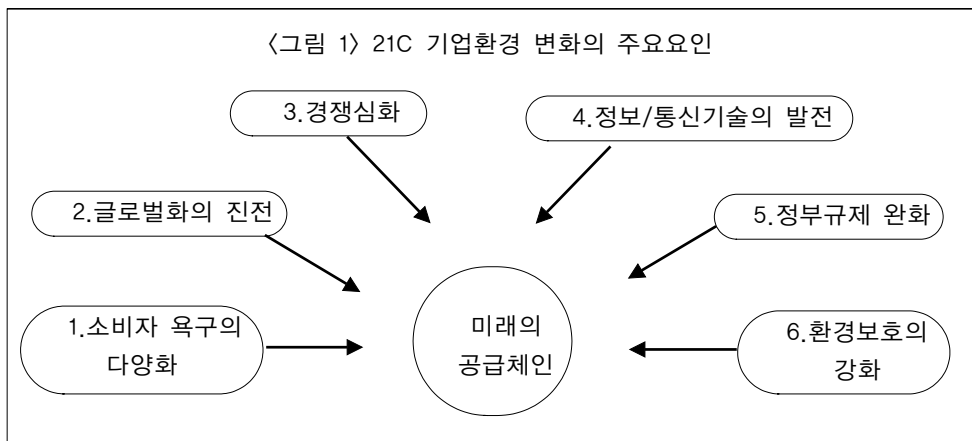 〈그림 1〉 21C 기업환경 변화의 주요요인
3.경쟁심화
4.정보/통신기술의 발전
2.글로벌화의 진전
5.정부규제 완화
1.소비자 욕구의
다양화
미래의
공급체인
6.환경보호의
강화